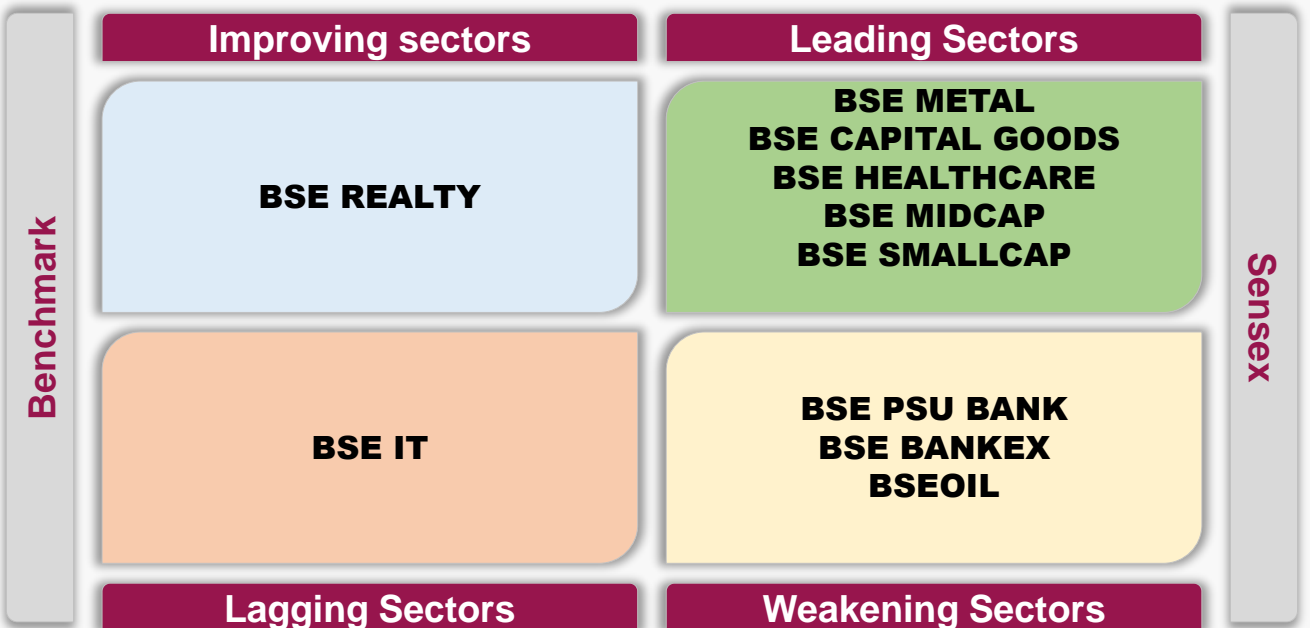 Improving sectors
Leading Sectors
Benchmark
BSE REALTY
BSE METAL
BSE CAPITAL GOODS
BSE HEALTHCARE
BSE MIDCAP
BSE SMALLCAP
Sensex
BSE IT
BSE PSU BANK
BSE BANKEX
BSEOIL
Lagging Sectors
Weakening Sectors